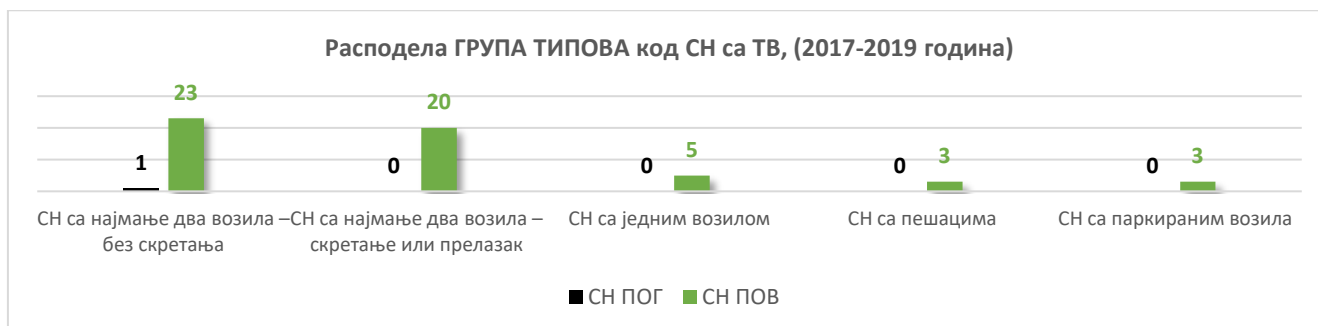 Расподела ГРУПА ТИПОВА код СН са ТВ, (2017-2019 година)
23
20
1
0
0
5
0
3
0
3
СН са најмање два возила –
без скретања
СН са најмање два возила –
скретање или прелазак
СН са једним возилом
СН са пешацима
СН са паркираним возила
СН ПОГ
СН ПОВ